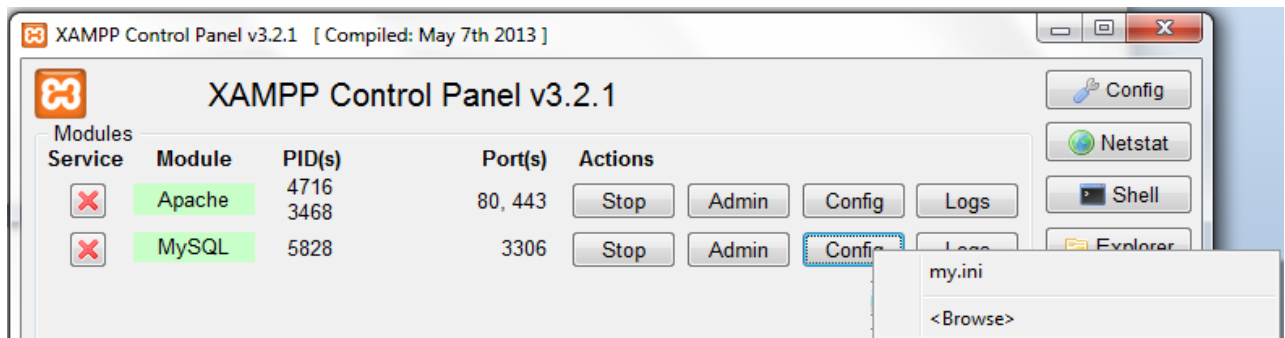 XAMPP Control Panel v3.2.1 [ Compiled: May 7th 2013 ]
XAMPP Control Panel v3.2.1
Config
Modules
Netstat
Service Module PID(s) Port(s) Actions
Apache 4716 3468 80, 443 Stop Admin Config Logs
Shell
MySQL 5828 3306 Stop Admin Config Logs
Explorer
my.ini
<Browse>